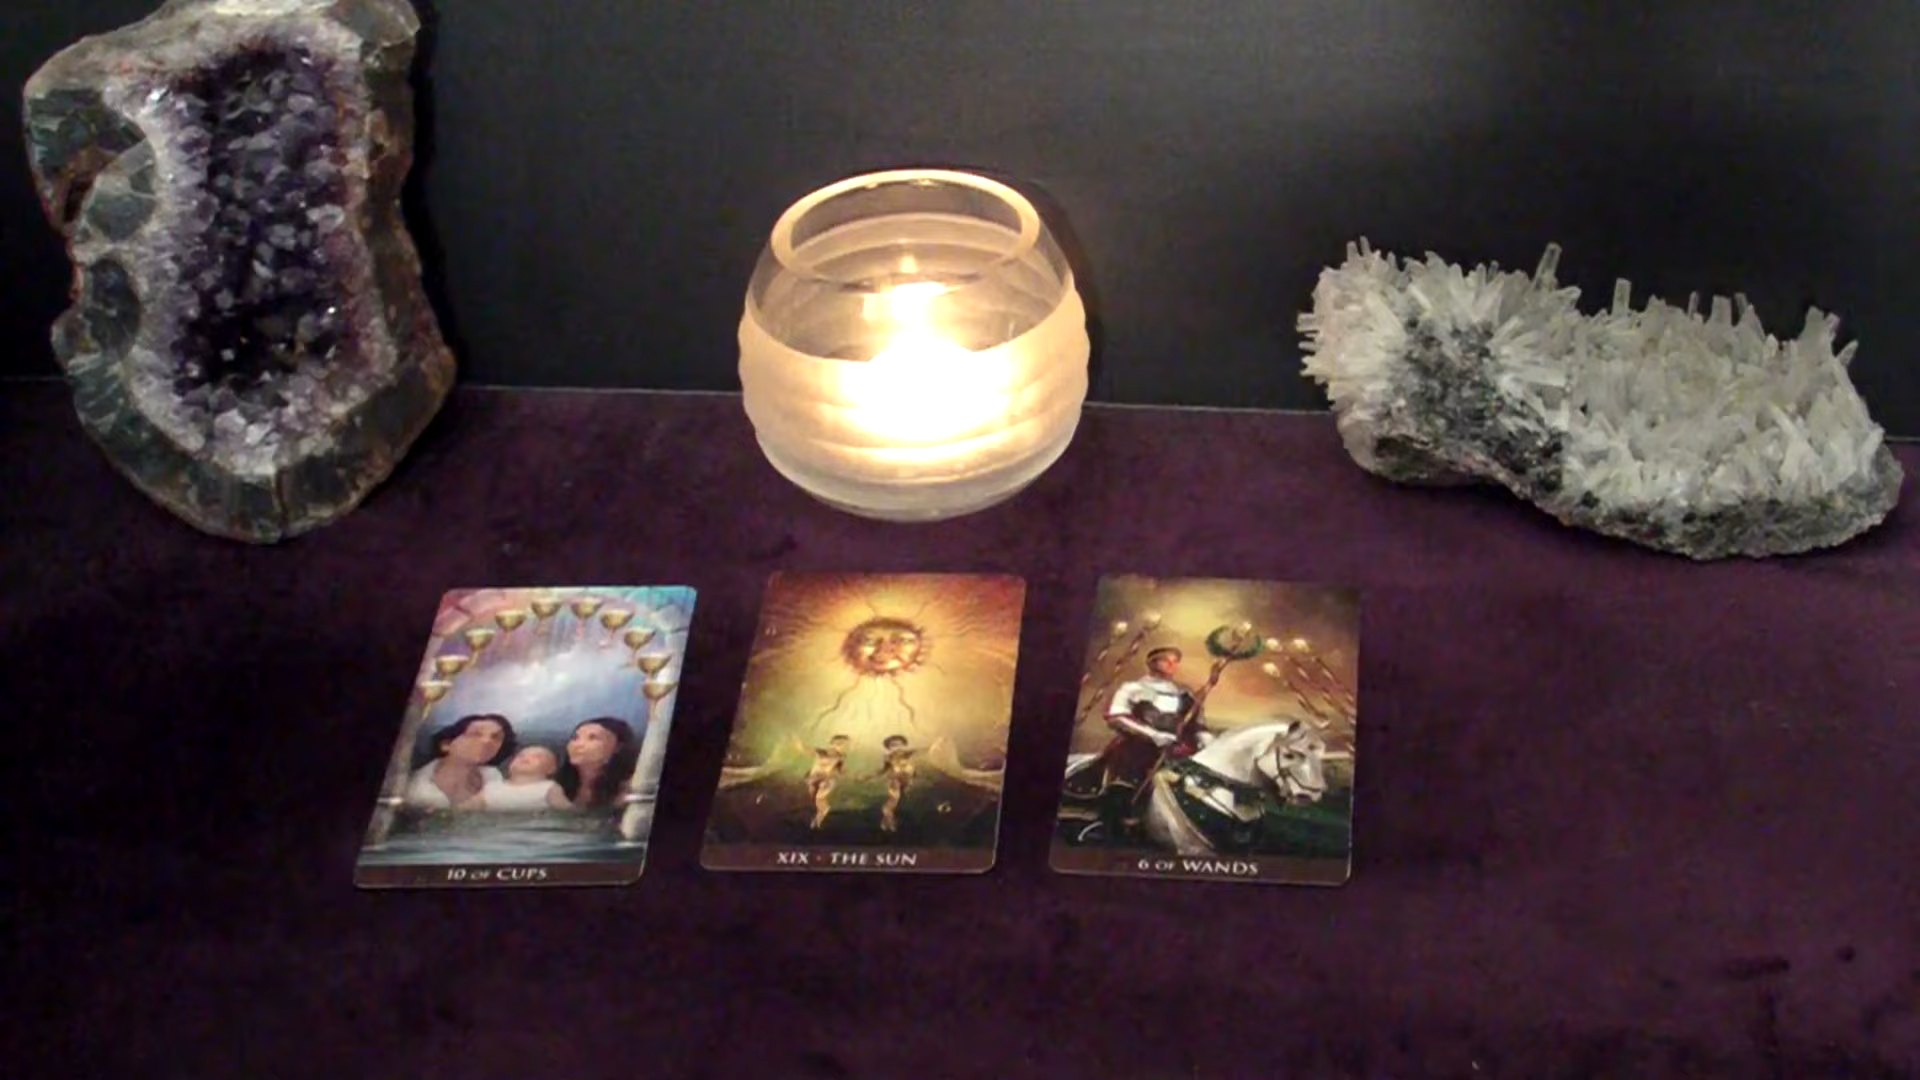 10 OF CUPS
XIX · THE SUN
6 OF WANDS